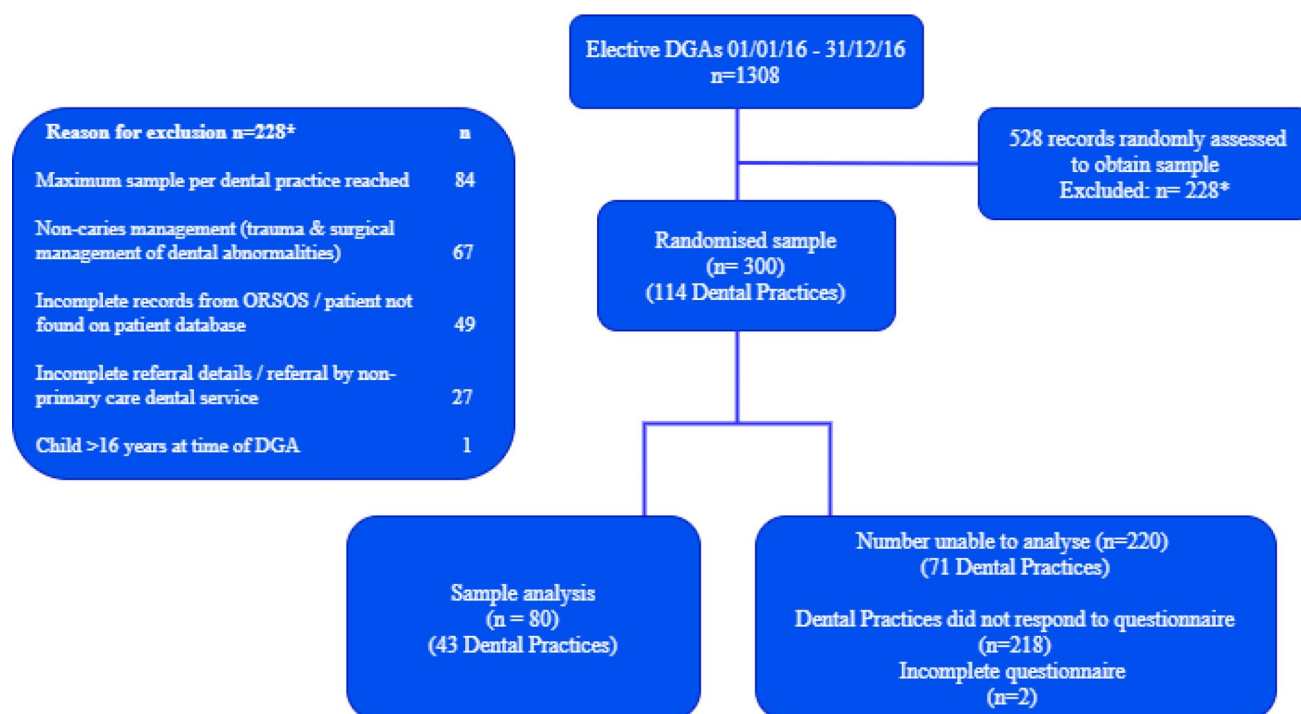 Elective DGAs 01/01/16 - 31/12/16
n=1308
Reason for exclusion n=228* n
Maximum sample per dental practice reached 84
Non-caries management (trauma & surgical
management of dental abnormalities) 67
Incomplete records from ORSOS / patient not
found on patient database 49
Incomplete referral details / referral by non-
primary care dental service 27
Child >16 years at time of DGA 1
528 records randomly assessed
to obtain sample
Excluded: n= 228*
Randomised sample
(n= 300)
(114 Dental Practices)
Sample analysis
(n = 80)
(43 Dental Practices)
Number unable to analyse (n=220)
(71 Dental Practices)
Dental Practices did not respond to questionnaire
(n=218)
Incomplete questionnaire
(n=2)